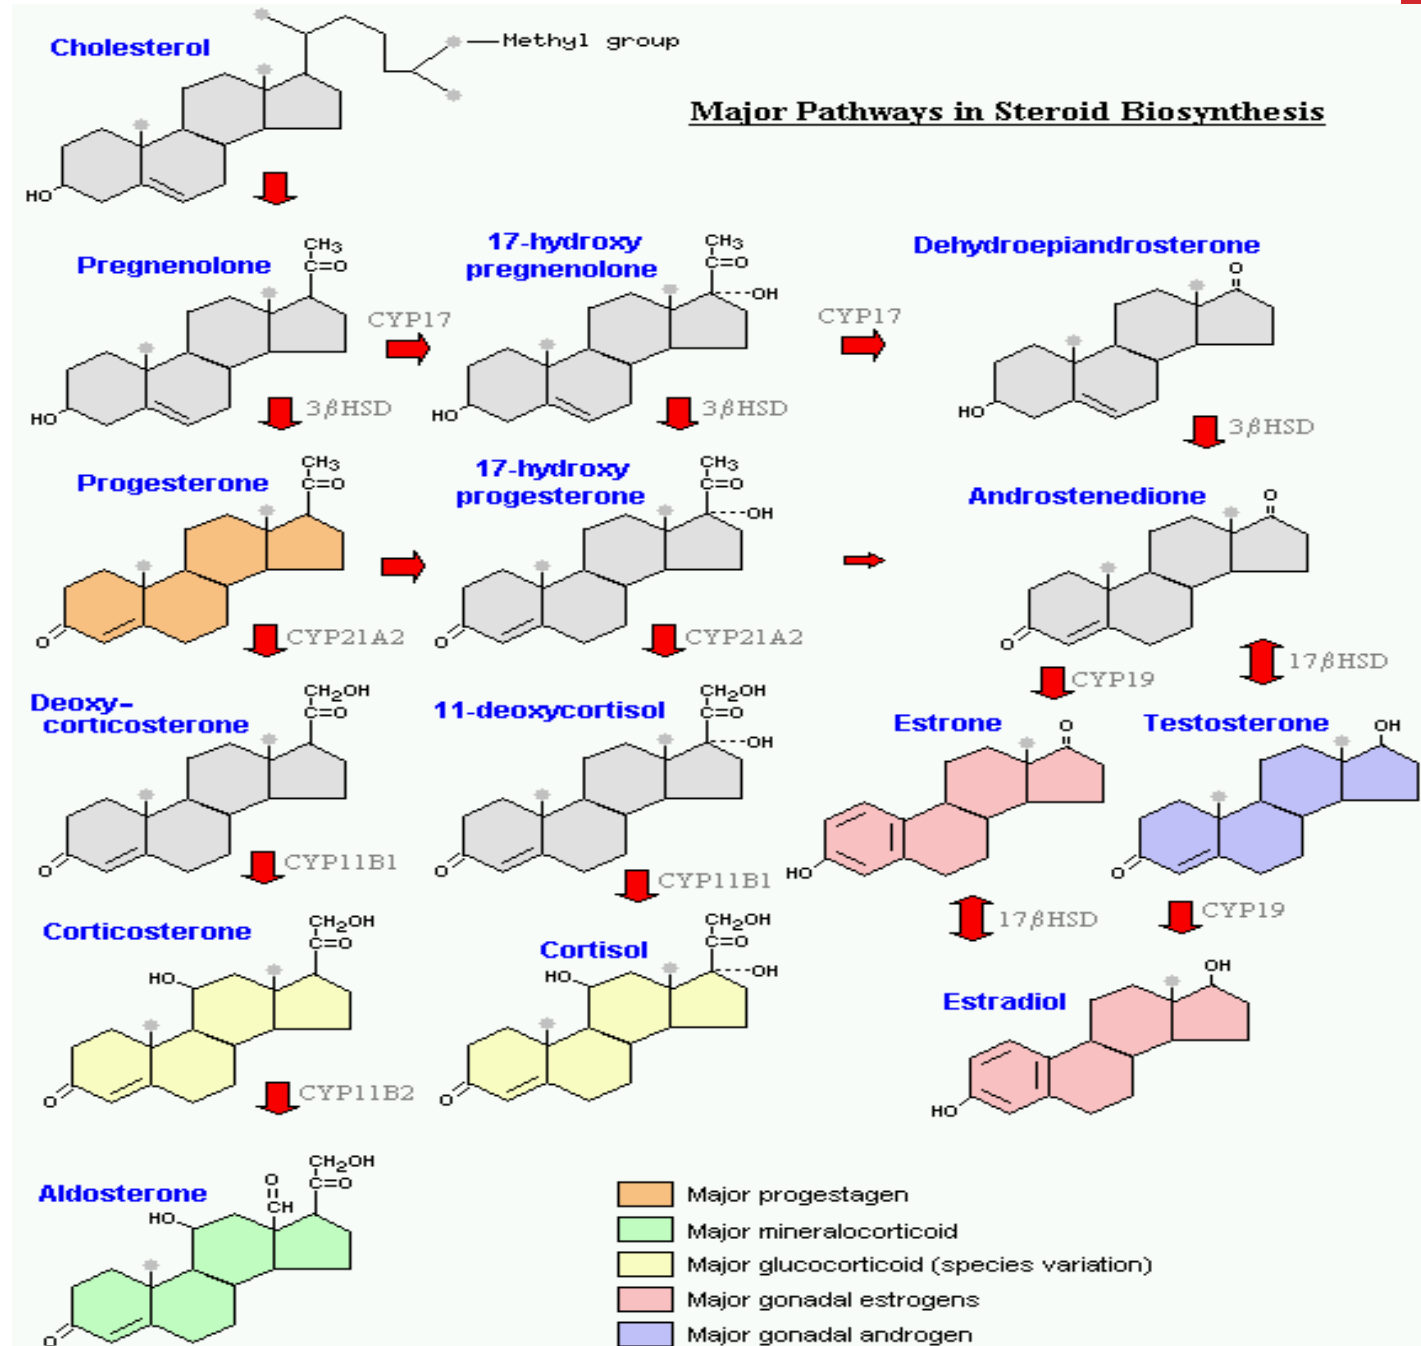 Cholesterol
Methyl group
Major Pathways in Steroid Biosynthesis
HO
Pregnenolone
CH3
C=O
HO
CYP17
17-hydroxy
pregnenolone
CH3
C=O
OH
HO
CYP17
Dehydroepiandrosterone
O
HO
3βHSD
3βHSD
3βHSD
Progesterone
CH3
C=O
O
17-hydroxy
progesterone
CH3
C=O
OH
O
Androstenedione
O
O
CYP21A2
CYP21A2
CYP19
17βHSD
Deoxy-
corticosterone
CH2OH
C=O
O
11-deoxycortisol
CH2OH
C=O
OH
O
Estrone
O
HO
Testosterone
OH
O
CYP11B1
CYP11B1
17βHSD
CYP19
Corticosterone
CH2OH
C=O
HO
O
Cortisol
CH2OH
C=O
HO
OH
O
Estradiol
OH
HO
CYP11B2
Aldosterone
CH2OH
C=O
O
CH
HO
O
Major progestagen
Major mineralocorticoid
Major glucocorticoid (species variation)
Major gonadal estrogens
Major gonadal androgen